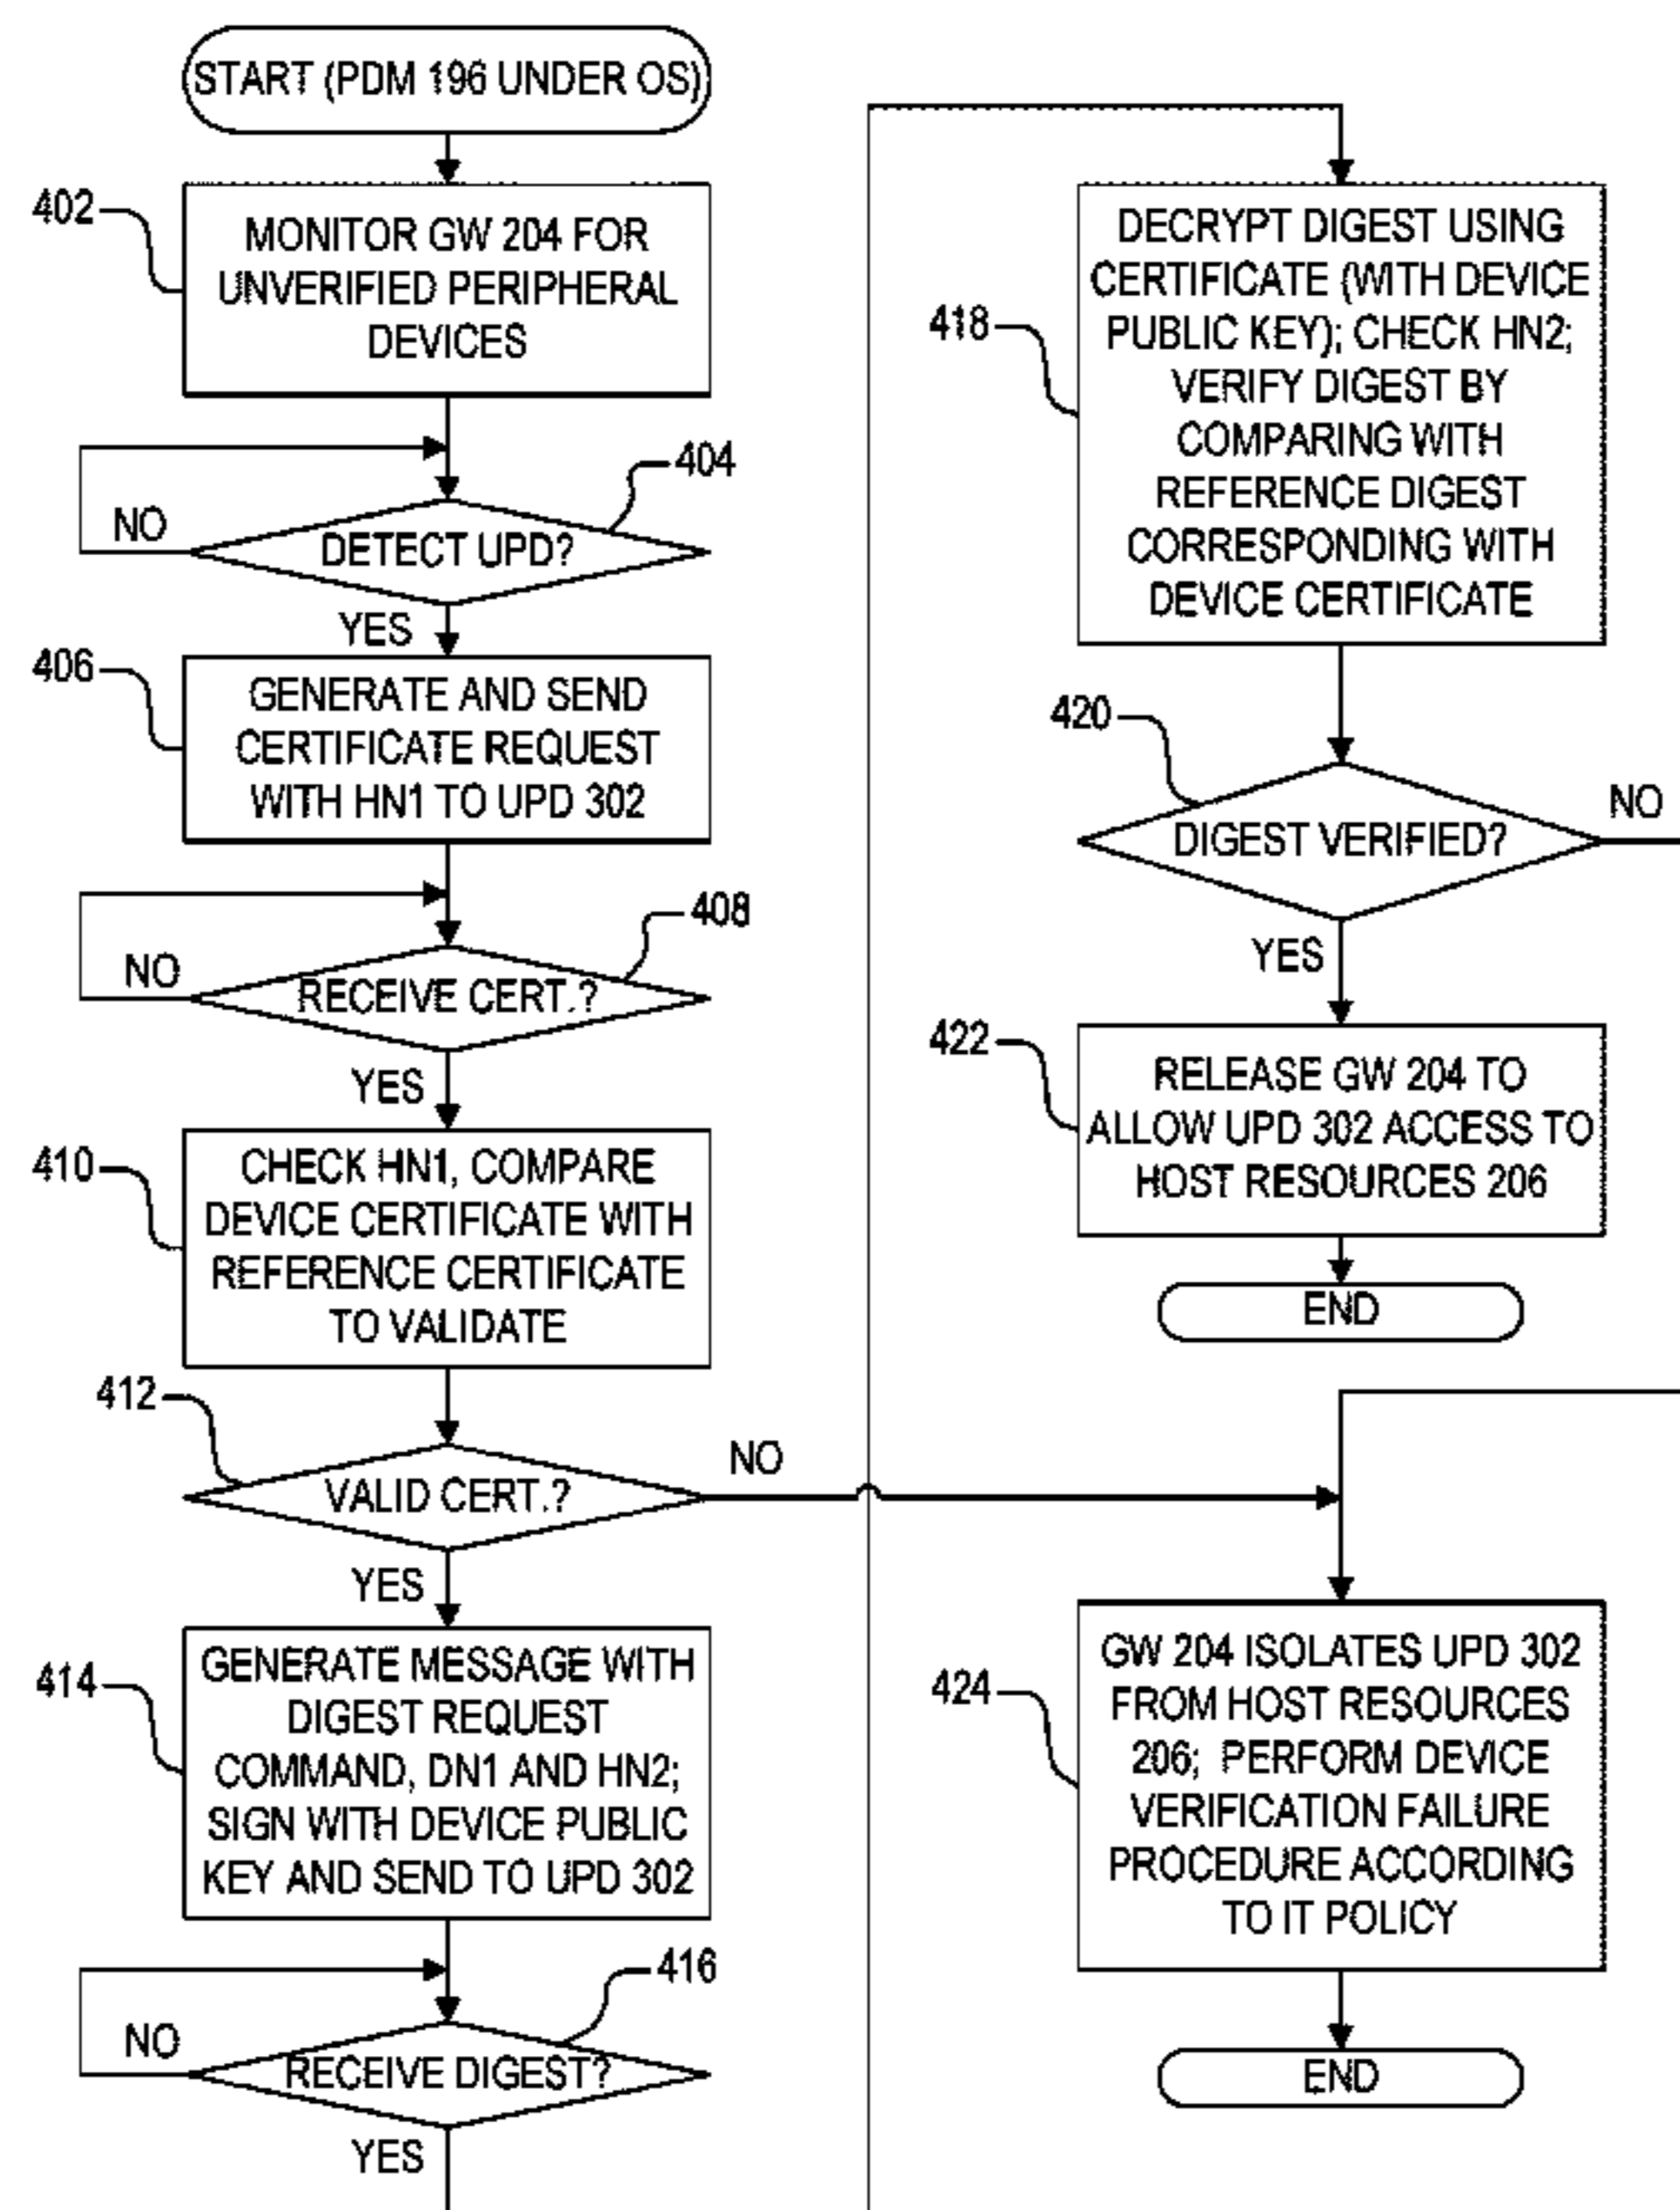 START (PDM 196 UNDER OS)
402
MONITOR GW 204 FOR
UNVERIFIED PERIPHERAL
DEVICES
404
NO
DETECT UPD?
YES
406
GENERATE AND SEND
CERTIFICATE REQUEST
WITH HN1 TO UPD 302
408
NO
RECEIVE CERT.?
YES
410
CHECK HN1, COMPARE
DEVICE CERTIFICATE WITH
REFERENCE CERTIFICATE
TO VALIDATE
412
NO
VALID CERT.?
YES
414
GENERATE MESSAGE WITH
DIGEST REQUEST
COMMAND, DN1 AND HN2;
SIGN WITH DEVICE PUBLIC
KEY AND SEND TO UPD 302
416
NO
RECEIVE DIGEST?
YES
418
DECRYPT DIGEST USING
CERTIFICATE (WITH DEVICE
PUBLIC KEY); CHECK HN2;
VERIFY DIGEST BY
COMPARING WITH
REFERENCE DIGEST
CORRESPONDING WITH
DEVICE CERTIFICATE
420
NO
DIGEST VERIFIED?
YES
422
RELEASE GW 204 TO
ALLOW UPD 302 ACCESS TO
HOST RESOURCES 206
END
424
GW 204 ISOLATES UPD 302
FROM HOST RESOURCES
206; PERFORM DEVICE
VERIFICATION FAILURE
PROCEDURE ACCORDING
TO IT POLICY
END